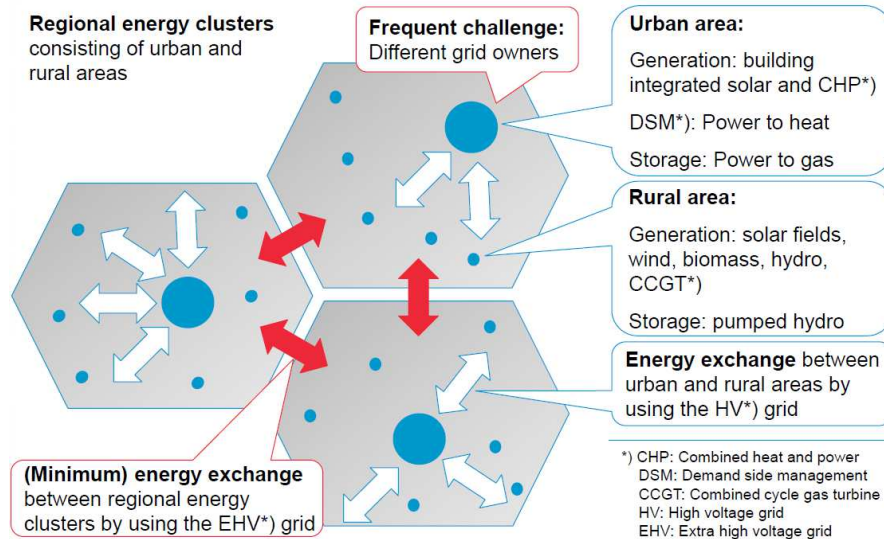 Regional energy clusters
consisting of urban and
rural areas
Frequent challenge:
Different grid owners
Urban area:
Generation: building
integrated solar and CHP*)
DSM*): Power to heat
Storage: Power to gas
Rural area:
Generation: solar fields,
wind, biomass, hydro,
CCGT*)
Storage: pumped hydro
Energy exchange between
urban and rural areas by
using the HV*) grid
(Minimum) energy exchange
between regional energy
clusters by using the EHV*) grid
*) CHP: Combined heat and power
DSM: Demand side management
CCGT: Combined cycle gas turbine
HV: High voltage grid
EHV: Extra high voltage grid